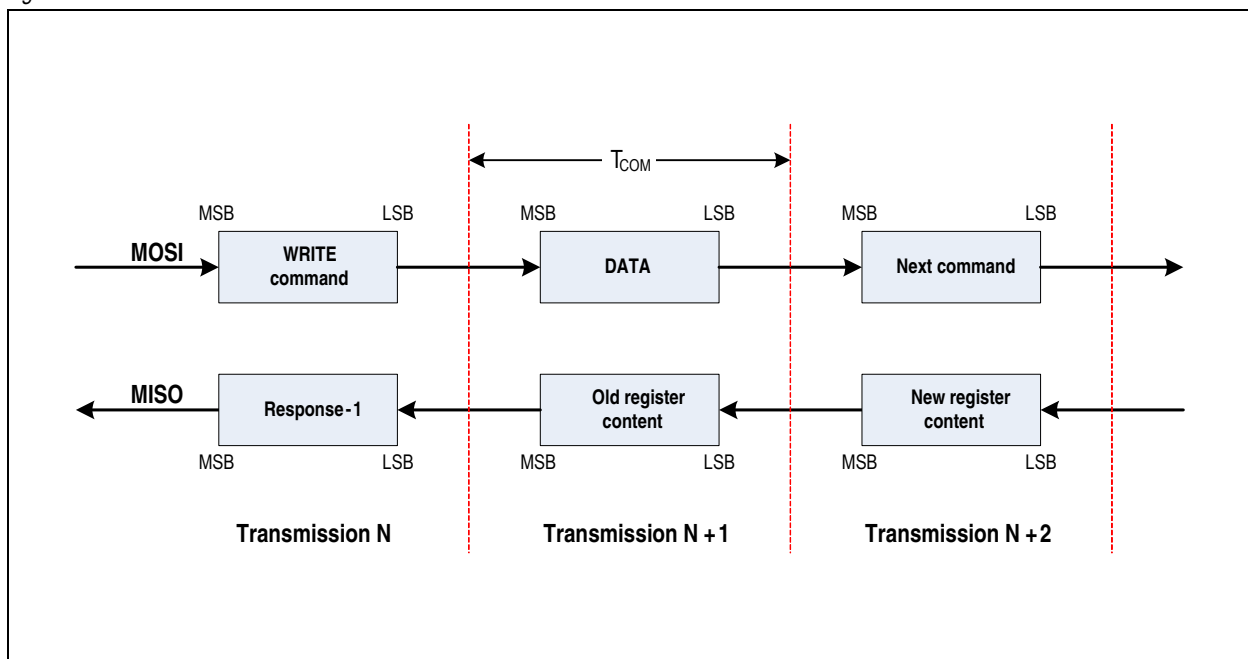 T_COM
MSB LSB MSB LSB MSB LSB
MOSI
WRITE
command
DATA
Next command
MISO
Response-1
Old register
content
New register
content
MSB LSB MSB LSB MSB LSB
Transmission N Transmission N+1 Transmission N+2